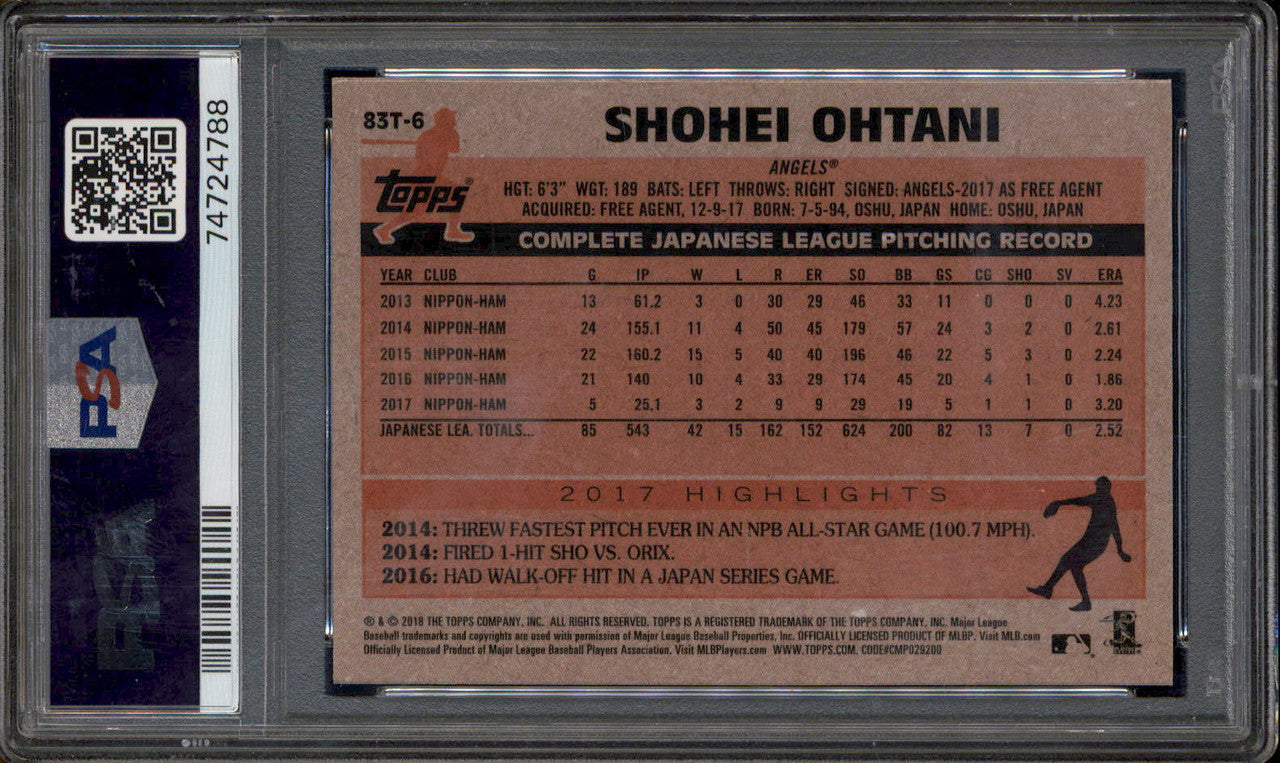 74724788
PSA
83T-6
SHOHEI OHTANI
ANGELS®
topps®
HGT: 6'3" WGT: 189 BATS: LEFT THROWS: RIGHT SIGNED: ANGELS-2017 AS FREE AGENT
ACQUIRED: FREE AGENT, 12-9-17 BORN: 7-5-94, OSHU, JAPAN HOME: OSHU, JAPAN
COMPLETE JAPANESE LEAGUE PITCHING RECORD
YEAR CLUB G IP W L R ER SO BB GS CG SHO SV ERA
2013 NIPPON-HAM 13 61.2 3 0 30 29 46 33 11 0 0 0 4.23
2014 NIPPON-HAM 24 155.1 11 4 50 45 179 57 24 3 2 0 2.61
2015 NIPPON-HAM 22 160.2 15 5 40 40 196 46 22 5 3 0 2.24
2016 NIPPON-HAM 21 140 10 4 33 29 174 45 20 4 1 0 1.86
2017 NIPPON-HAM 5 25.1 3 2 9 9 29 19 5 1 1 0 3.20
JAPANESE LEA. TOTALS... 85 543 42 15 162 152 624 200 82 13 7 0 2.52
2017 HIGHLIGHTS
2014: THREW FASTEST PITCH EVER IN AN NPB ALL-STAR GAME (100.7 MPH).
2014: FIRED 1-HIT SHO VS. ORIX.
2016: HAD WALK-OFF HIT IN A JAPAN SERIES GAME.
® & © 2018 THE TOPPS COMPANY, INC. ALL RIGHTS RESERVED. TOPPS IS A REGISTERED TRADEMARK OF THE TOPPS COMPANY, INC. Major League
Baseball trademarks and copyrights are used with permission of Major League Baseball Properties, Inc. OFFICIALLY LICENSED PRODUCT OF MLBP. Visit MLB.com
Officially Licensed Product of Major League Baseball Players Association. Visit MLBPlayers.com WWW.TOPPS.COM. CODE#CMP029200
PSA